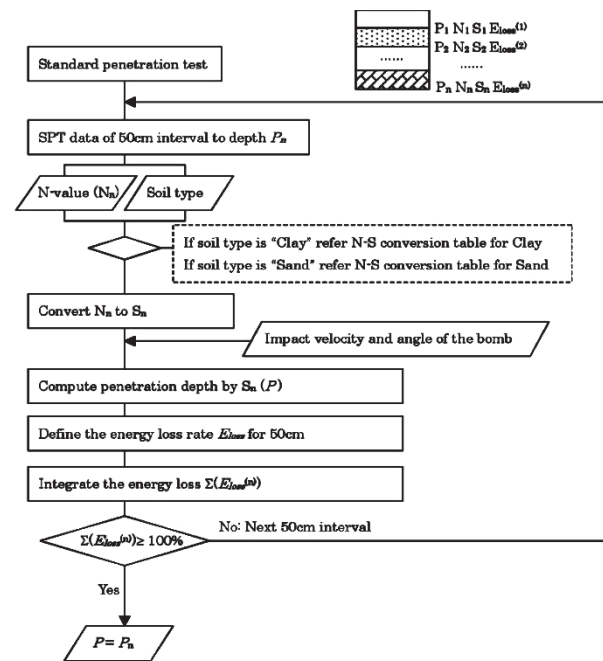 P₁ N₁ S₁ Eloss⁽¹⁾
P₂ N₂ S₂ Eloss⁽²⁾
...... ......
Pₙ Nₙ Sₙ Eloss⁽ⁿ⁾
Standard penetration test
SPT data of 50cm interval to depth Pₙ
N-value (Nₙ) Soil type
If soil type is "Clay" refer N-S conversion table for Clay
If soil type is "Sand" refer N-S conversion table for Sand
Convert Nₙ to Sₙ
Impact velocity and angle of the bomb
Compute penetration depth by Sₙ (P)
Define the energy loss rate Eloss for 50cm
Integrate the energy loss Σ(Eloss⁽ⁿ⁾)
No: Next 50cm interval
Σ(Eloss⁽ⁿ⁾)≥ 100%
Yes
P = Pₙ